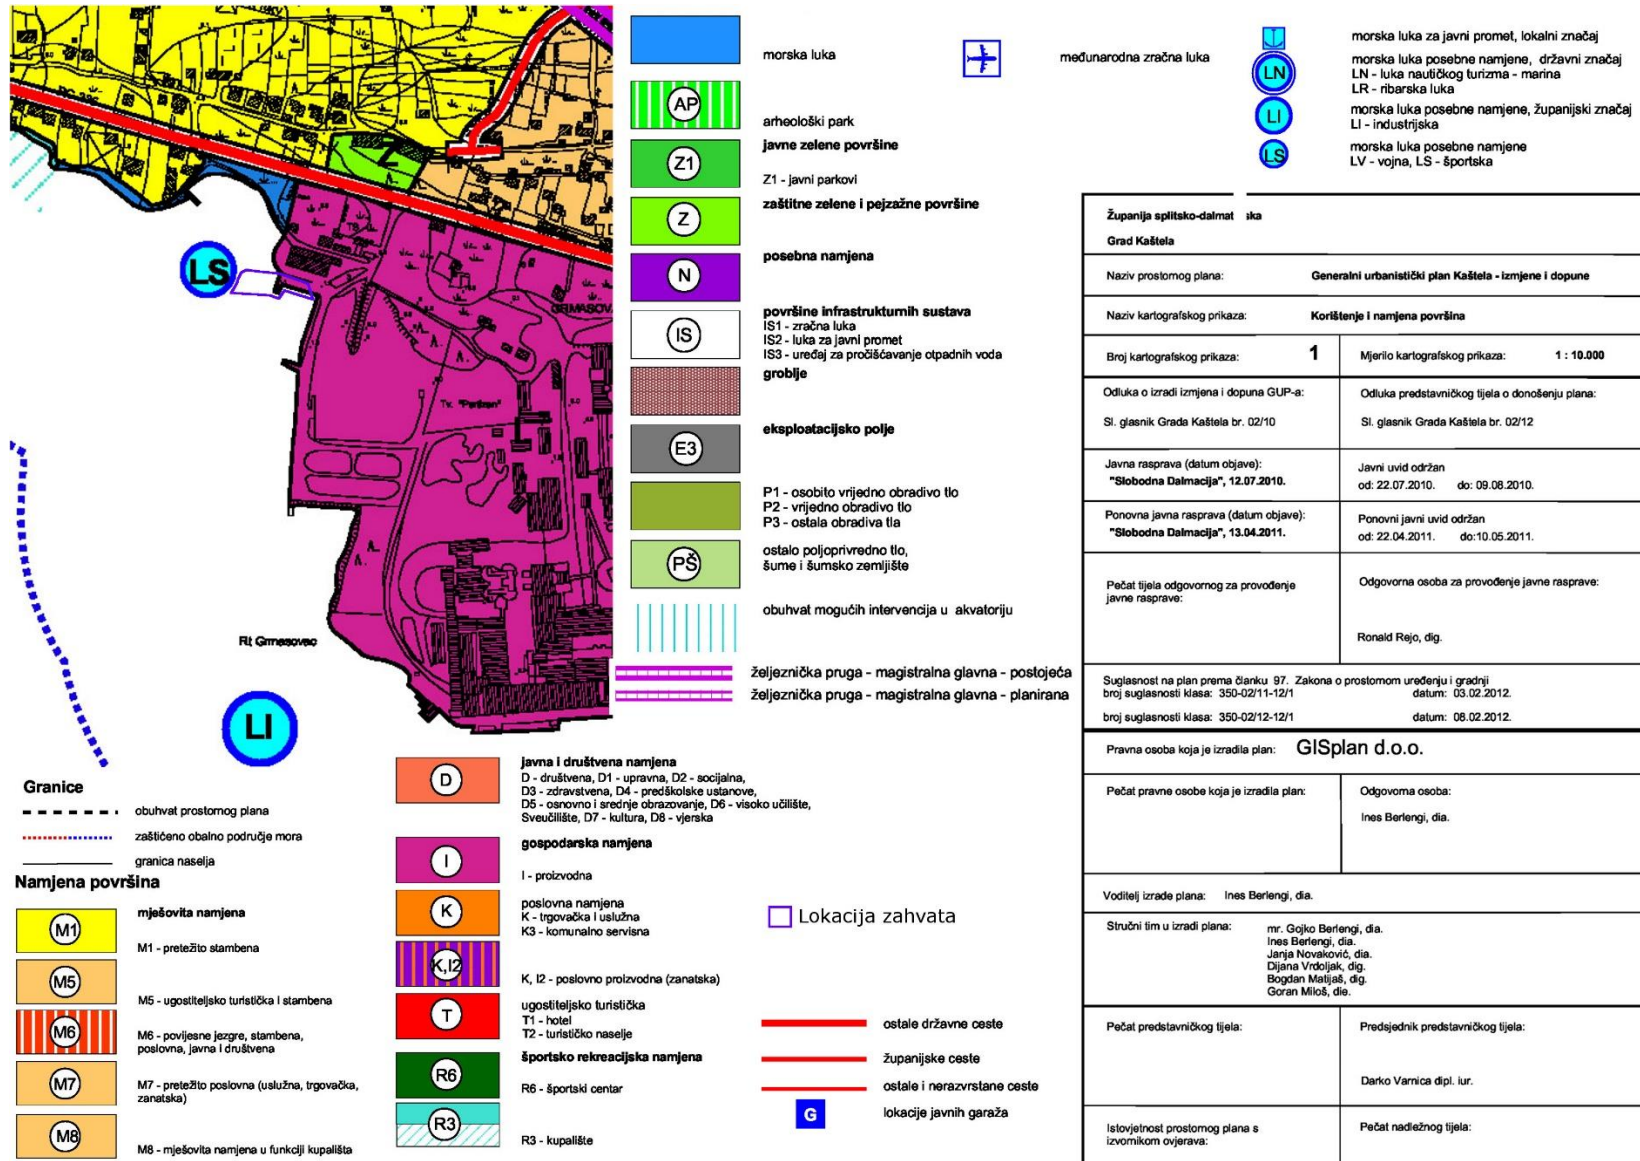 Z
LS
GRMASOV
Tv. "Partizan"
Rt Grmasovac
LI
morska luka
AP
arheološki park
javne zelene površine
Z1
Z1 - javni parkovi
zaštitne zelene i pejzažne površine
Z
posebna namjena
N
površine infrastrukturnih sustava
IS
IS1 - zračna luka
IS2 - luka za javni promet
IS3 - uređaj za pročišćavanje otpadnih voda
groblje
eksploatacijsko polje
E3
P1 - osobito vrijedno obradivo tlo
P2 - vrijedno obradivo tlo
P3 - ostala obradiva tla
PŠ
ostalo poljoprivredno tlo,
šume i šumsko zemljište
obuhvat mogućih intervencija u akvatoriju
željeznička pruga - magistralna glavna - postojeća
željeznička pruga - magistralna glavna - planirana
međunarodna zračna luka
morska luka za javni promet, lokalni značaj
LN
morska luka posebne namjene, državni značaj
LN - luka nautičkog turizma - marina
LR - ribarska luka
LI
morska luka posebne namjene, županijski značaj
LI - industrijska
LS
morska luka posebne namjene
LV - vojna, LS - športska
Granice
obuhvat prostornog plana
zaštićeno obalno područje mora
granica naselja
Namjena površina
mješovita namjena
M1
M1 - pretežito stambena
M5
M5 - ugostiteljsko turistička i stambena
M6
M6 - povijesne jezgre, stambena,
poslovna, javna i društvena
M7
M7 - pretežito poslovna (uslužna, trgovačka,
zanatska)
M8
M8 - mješovita namjena u funkciji kupališta
javna i društvena namjena
D
D - društvena, D1 - upravna, D2 - socijalna,
D3 - zdravstvena, D4 - predškolske ustanove,
D5 - osnovno i srednje obrazovanje, D6 - visoko učilište,
Sveučilište, D7 - kultura, D8 - vjerska
gospodarska namjena
I
I - proizvodna
K
poslovna namjena
K - trgovačka i uslužna
K3 - komunalno servisna
K,I2
K, I2 - poslovno proizvodna (zanatska)
T
ugostiteljsko turistička
T1 - hotel
T2 - turističko naselje
športsko rekreacijska namjena
R6
R6 - športski centar
R3
R3 - kupalište
Lokacija zahvata
ostale državne ceste
županijske ceste
ostale i nerazvrstane ceste
G
lokacije javnih garaža
Županija splitsko-dalmat ska
Grad Kaštela
Naziv prostornog plana: Generalni urbanistički plan Kaštela - izmjene i dopune
Naziv kartografskog prikaza: Korištenje i namjena površina
Broj kartografskog prikaza: 1 Mjerilo kartografskog prikaza: 1 : 10.000
Odluka o izradi izmjena i dopuna GUP-a:
Sl. glasnik Grada Kaštela br. 02/10
Odluka predstavničkog tijela o donošenju plana:
Sl. glasnik Grada Kaštela br. 02/12
Javna rasprava (datum objave):
"Slobodna Dalmacija", 12.07.2010.
Javni uvid održan
od: 22.07.2010. do: 09.08.2010.
Ponovna javna rasprava (datum objave):
"Slobodna Dalmacija", 13.04.2011.
Ponovni javni uvid održan
od: 22.04.2011. do:10.05.2011.
Pečat tijela odgovornog za provođenje
javne rasprave:
Odgovorna osoba za provođenje javne rasprave:
Ronald Rejo, dig.
Suglasnost na plan prema članku 97. Zakona o prostornom uređenju i gradnji
broj suglasnosti klasa: 350-02/11-12/1 datum: 03.02.2012.
broj suglasnosti klasa: 350-02/12-12/1 datum: 08.02.2012.
Pravna osoba koja je izradila plan: GISplan d.o.o.
Pečat pravne osobe koja je izradila plan:
Odgovorna osoba:
Ines Berlengi, dia.
Voditelj izrade plana: Ines Berlengi, dia.
Stručni tim u izradi plana:
mr. Gojko Berlengi, dia.
Ines Berlengi, dia.
Janja Novaković, dia.
Dijana Vrdoljak, dig.
Bogdan Matijaš, dig.
Goran Miloš, die.
Pečat predstavničkog tijela:
Predsjednik predstavničkog tijela:
Darko Varnica dipl. iur.
Istovjetnost prostornog plana s
izvornikom ovjerava:
Pečat nadležnog tijela: